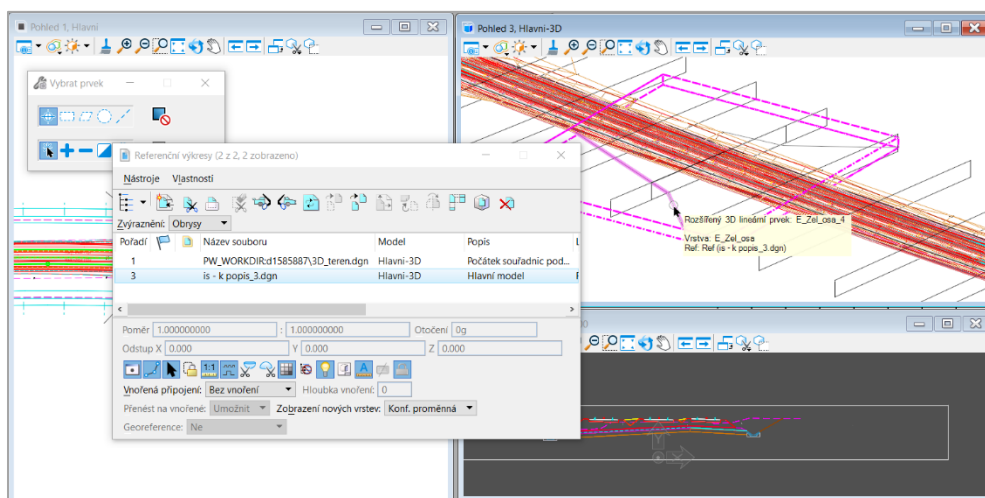 Pohled 1, Hlavni
Pohled 3, Hlavni-3D
Vybrat prvek
Referenční výkresy (2 z 2, 2 zobrazeno)
Nástroje Vlastnosti
Zvýraznění: Obrysy
Pořadí Název souboru Model Popis
1 PW_WORKDIR:d1585887\3D_teren.dgn Hlavni-3D Počátek souřadnic pod...
3 is - k popis_3.dgn Hlavni-3D Hlavní model
Rozšířený 3D lineární prvek: E_Zel_osa_4
Vrstva: E_Zel_osa
Ref: Ref (is - k popis_3.dgn)
Poměr 1.000000000 : 1.000000000 Otočení 0g
Odstup X 0.000 Y 0.000 Z 0.000
1:1
Vnořená připojení: Bez vnoření Hloubka vnoření: 0
Přenést na vnořené: Umožnit Zobrazení nových vrstev: Konf. proměnná
Georeference: Ne